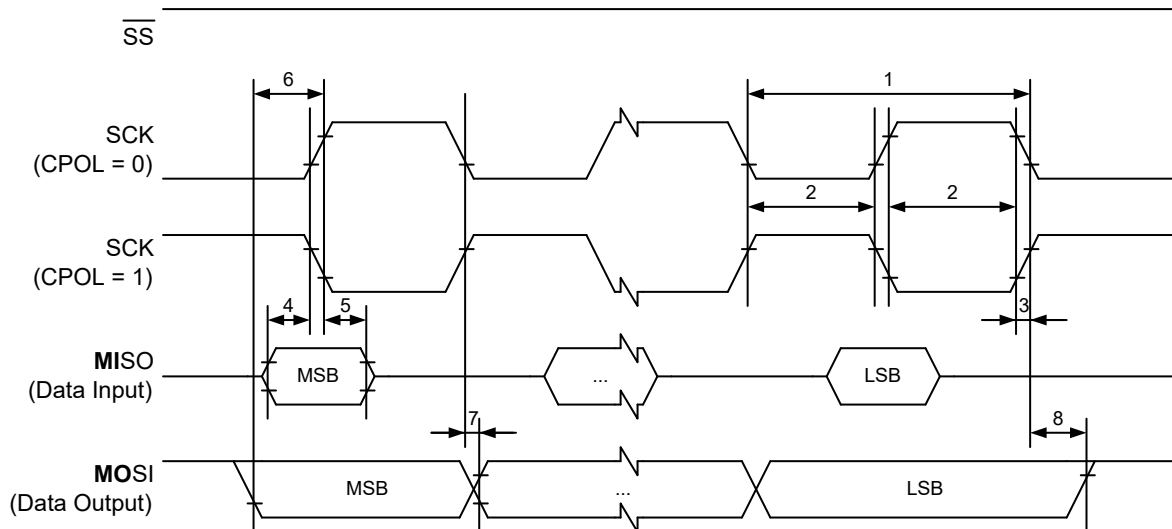 SS
6
1
SCK
(CPOL = 0)
2
2
SCK
(CPOL = 1)
4
5
3
MISO
(Data Input)
MSB
...
LSB
7
8
MOSI
(Data Output)
MSB
...
LSB